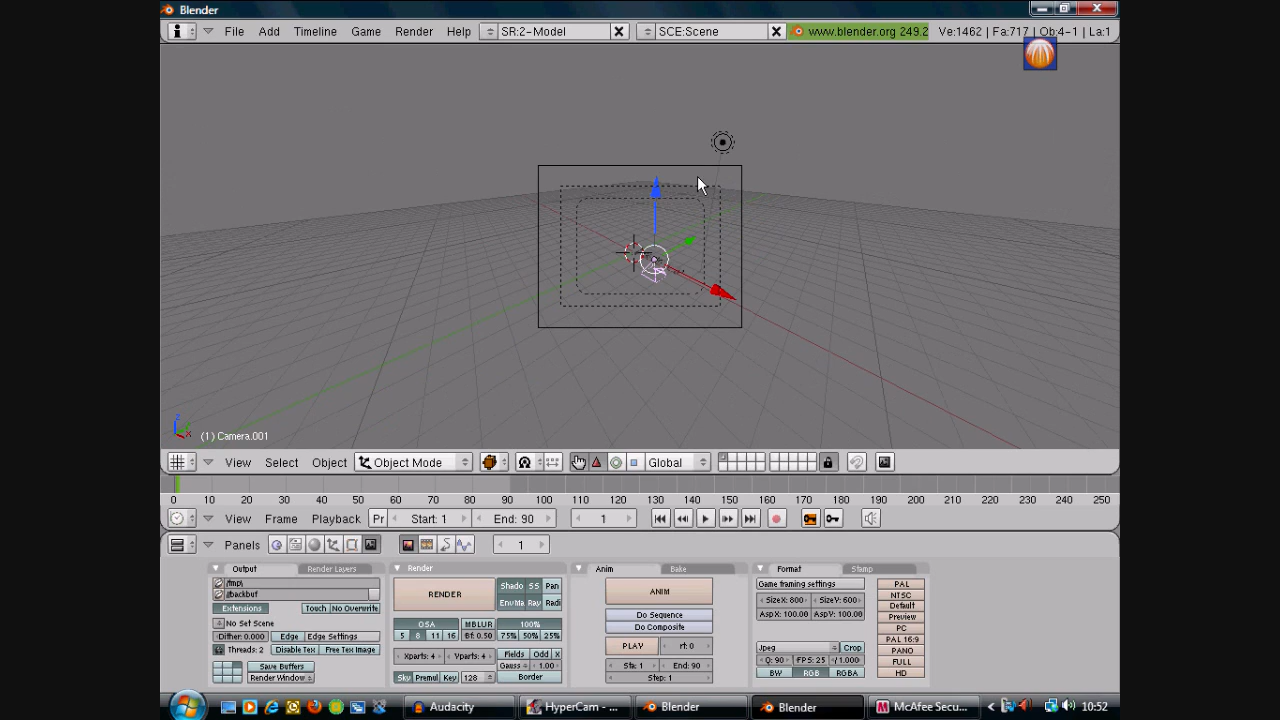 Blender
File Add Timeline Game Render Help SR:2-Model SCE:Scene www.blender.org 249.2 Ve:1462 | Fa:717 | Ob:4-1 | La:1
(1) Camera.001
View Select Object Object Mode Global
0 10 20 30 40 50 60 70 80 90 100 110 120 130 140 150 160 170 180 190 200 210 220 230 240 250
View Frame Playback Pr Start: 1 End: 90 1
Panels 1
Output Render Layers Render Anim Bake Format Stamp
/tmp\
//backbuf
Extensions Touch No Overwrite
No Set Scene
Dither: 0.000 Edge Edge Settings
Threads: 2 Disable Tex Free Tex Image
Save Buffers
Render Window
RENDER Shado SS Pan
EnvMa Ray Radi
OSA MBLUR 100%
5 8 11 16 Bf: 0.50 75% 50% 25%
Xparts: 4 Yparts: 4 Fields Odd X
Gauss 1.00
Sky Premul Key 128 Border
ANIM
Do Sequence
Do Composite
PLAY rt: 0
Sta: 1 End: 90
Step: 1
Game framing settings
SizeX: 800 SizeY: 600
AspX: 100.00 AspY: 100.00
Jpeg Crop
Q: 90 FPS: 25 /1.000
BW RGB RGBA
PAL
NTSC
Default
Preview
PC
PAL 16:9
PANO
FULL
HD
Audacity HyperCam - ... Blender Blender McAfee Secu... 10:52